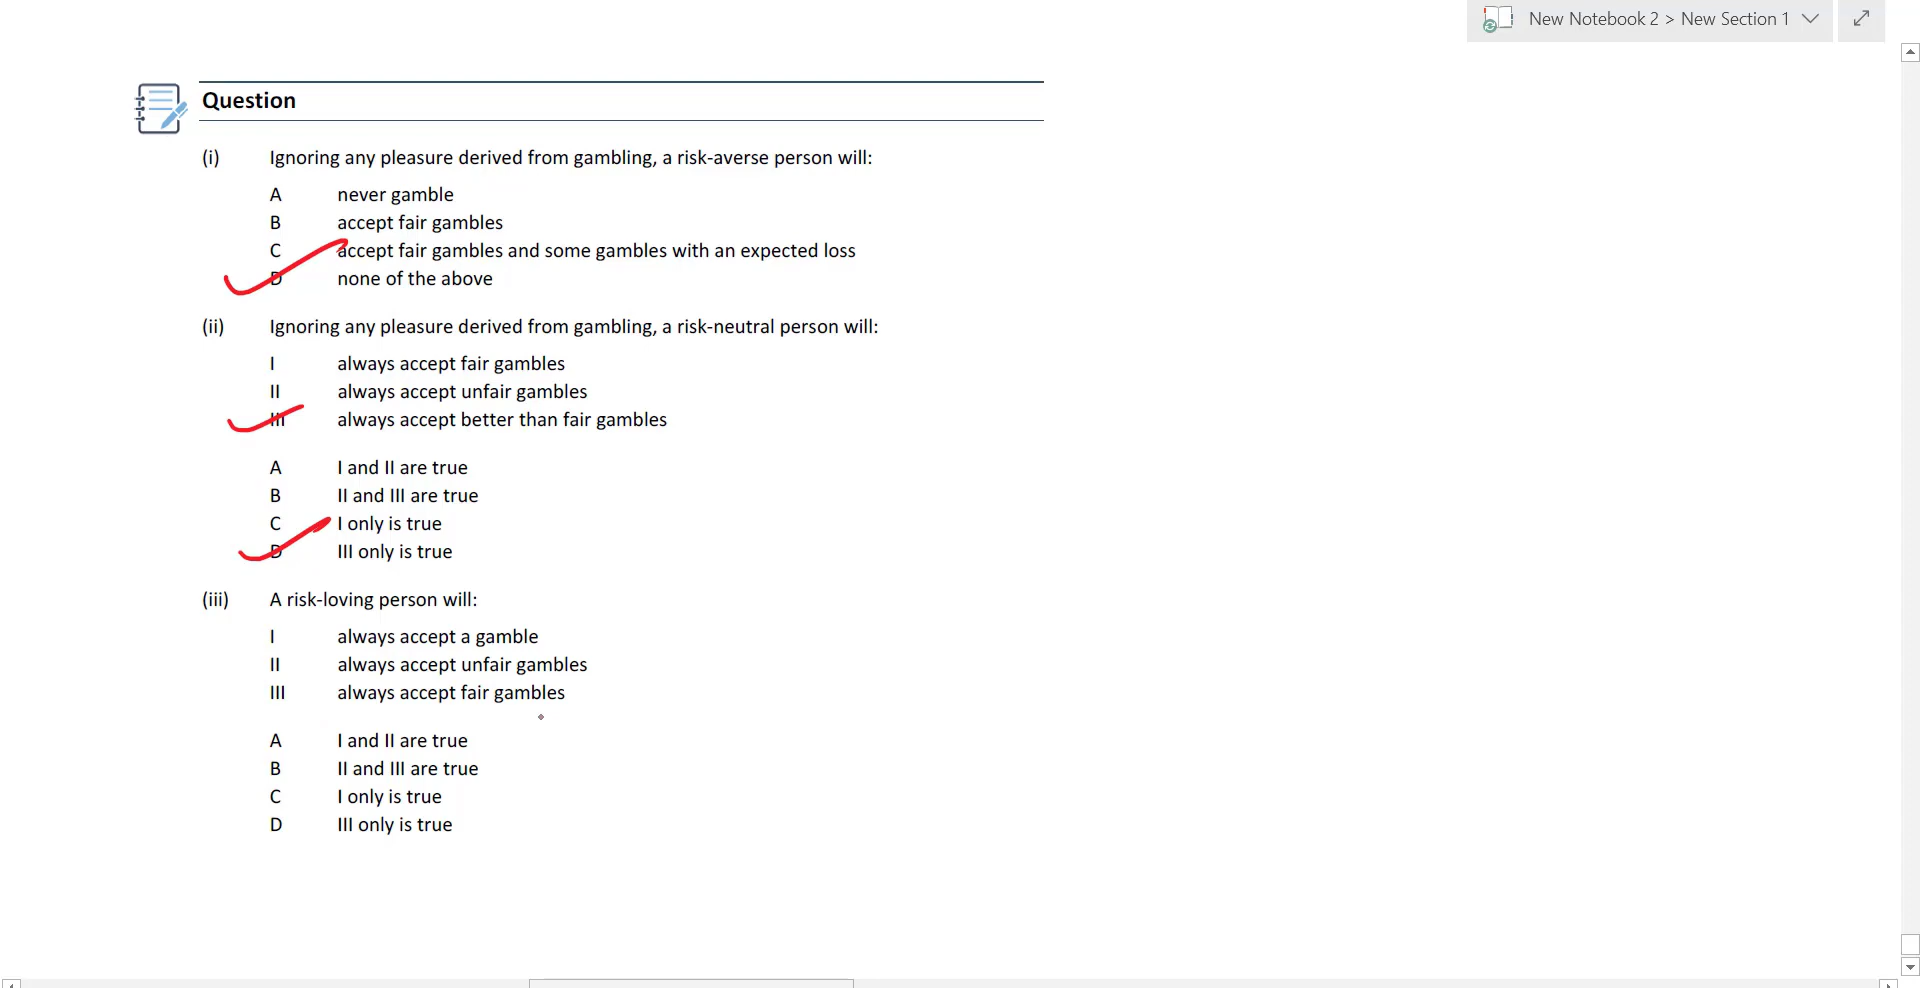 New Notebook 2 > New Section 1
Question
(i) Ignoring any pleasure derived from gambling, a risk-averse person will:
A never gamble
B accept fair gambles
C accept fair gambles and some gambles with an expected loss
D none of the above
(ii) Ignoring any pleasure derived from gambling, a risk-neutral person will:
I always accept fair gambles
II always accept unfair gambles
III always accept better than fair gambles
A I and II are true
B II and III are true
C I only is true
D III only is true
(iii) A risk-loving person will:
I always accept a gamble
II always accept unfair gambles
III always accept fair gambles
A I and II are true
B II and III are true
C I only is true
D III only is true